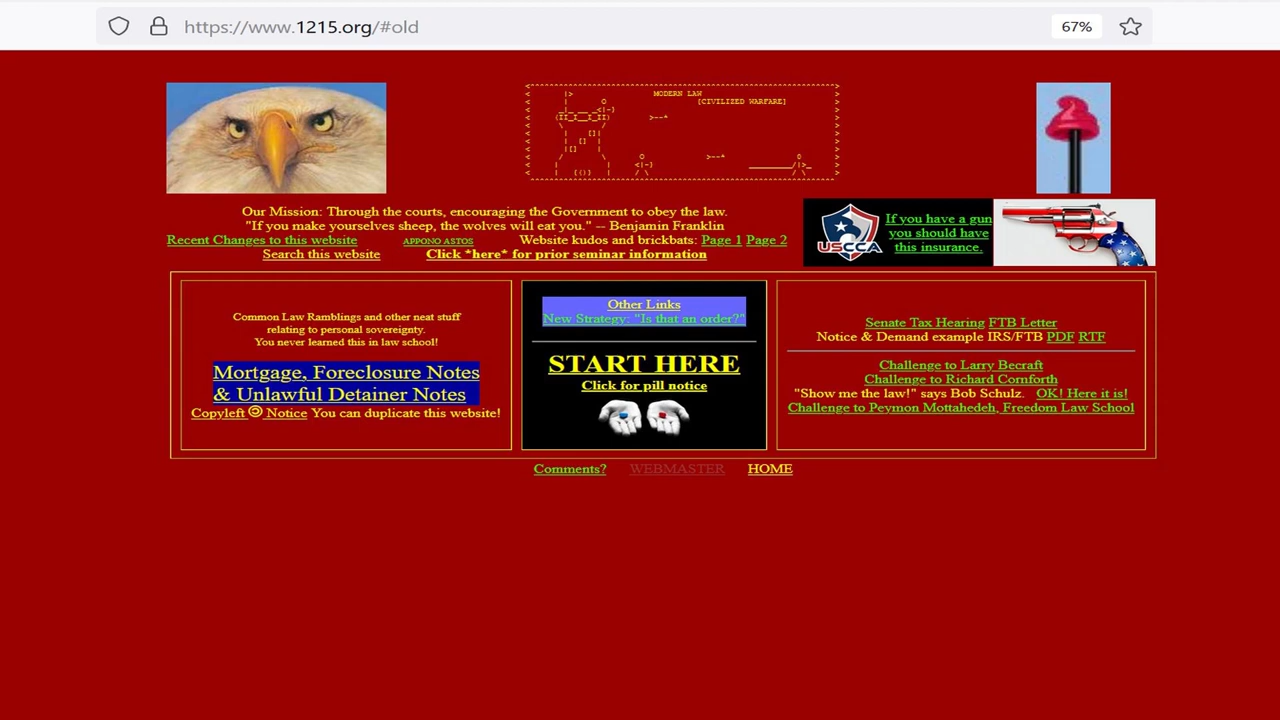 https://www.1215.org/#old
67%
MODERN LAW
[CIVILIZED WARFARE]
Our Mission: Through the courts, encouraging the Government to obey the law.
"If you make yourselves sheep, the wolves will eat you." -- Benjamin Franklin
Recent Changes to this website APPONO ASTOS Website kudos and brickbats: Page 1 Page 2
Search this website Click *here* for prior seminar information
USCCA
If you have a gun
you should have
this insurance.
Common Law Ramblings and other neat stuff
relating to personal sovereignty.
You never learned this in law school!
Mortgage, Foreclosure Notes
& Unlawful Detainer Notes
Copyleft Notice You can duplicate this website!
Other Links
New Strategy: "Is that an order?"
START HERE
Click for pill notice
Senate Tax Hearing FTB Letter
Notice & Demand example IRS/FTB PDF RTF
Challenge to Larry Becraft
Challenge to Richard Cornforth
"Show me the law!" says Bob Schulz. OK! Here it is!
Challenge to Peymon Mottahedeh, Freedom Law School
Comments? WEBMASTER HOME